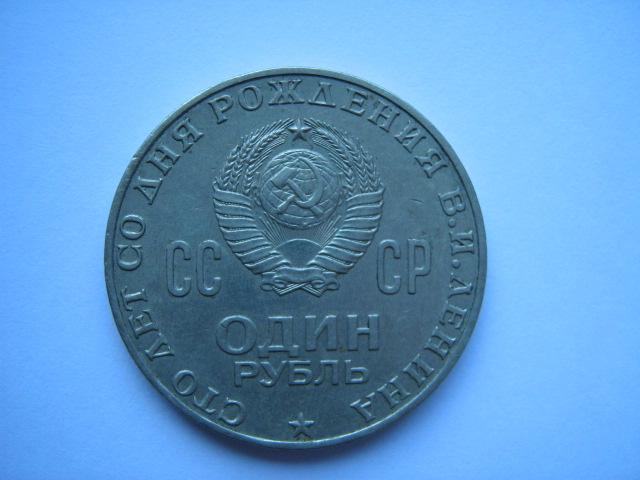 СТО ЛЕТ СО ДНЯ РОЖДЕНИЯ В.И.ЛЕНИНА
СС СР
ОДИН
РУБЛЬ